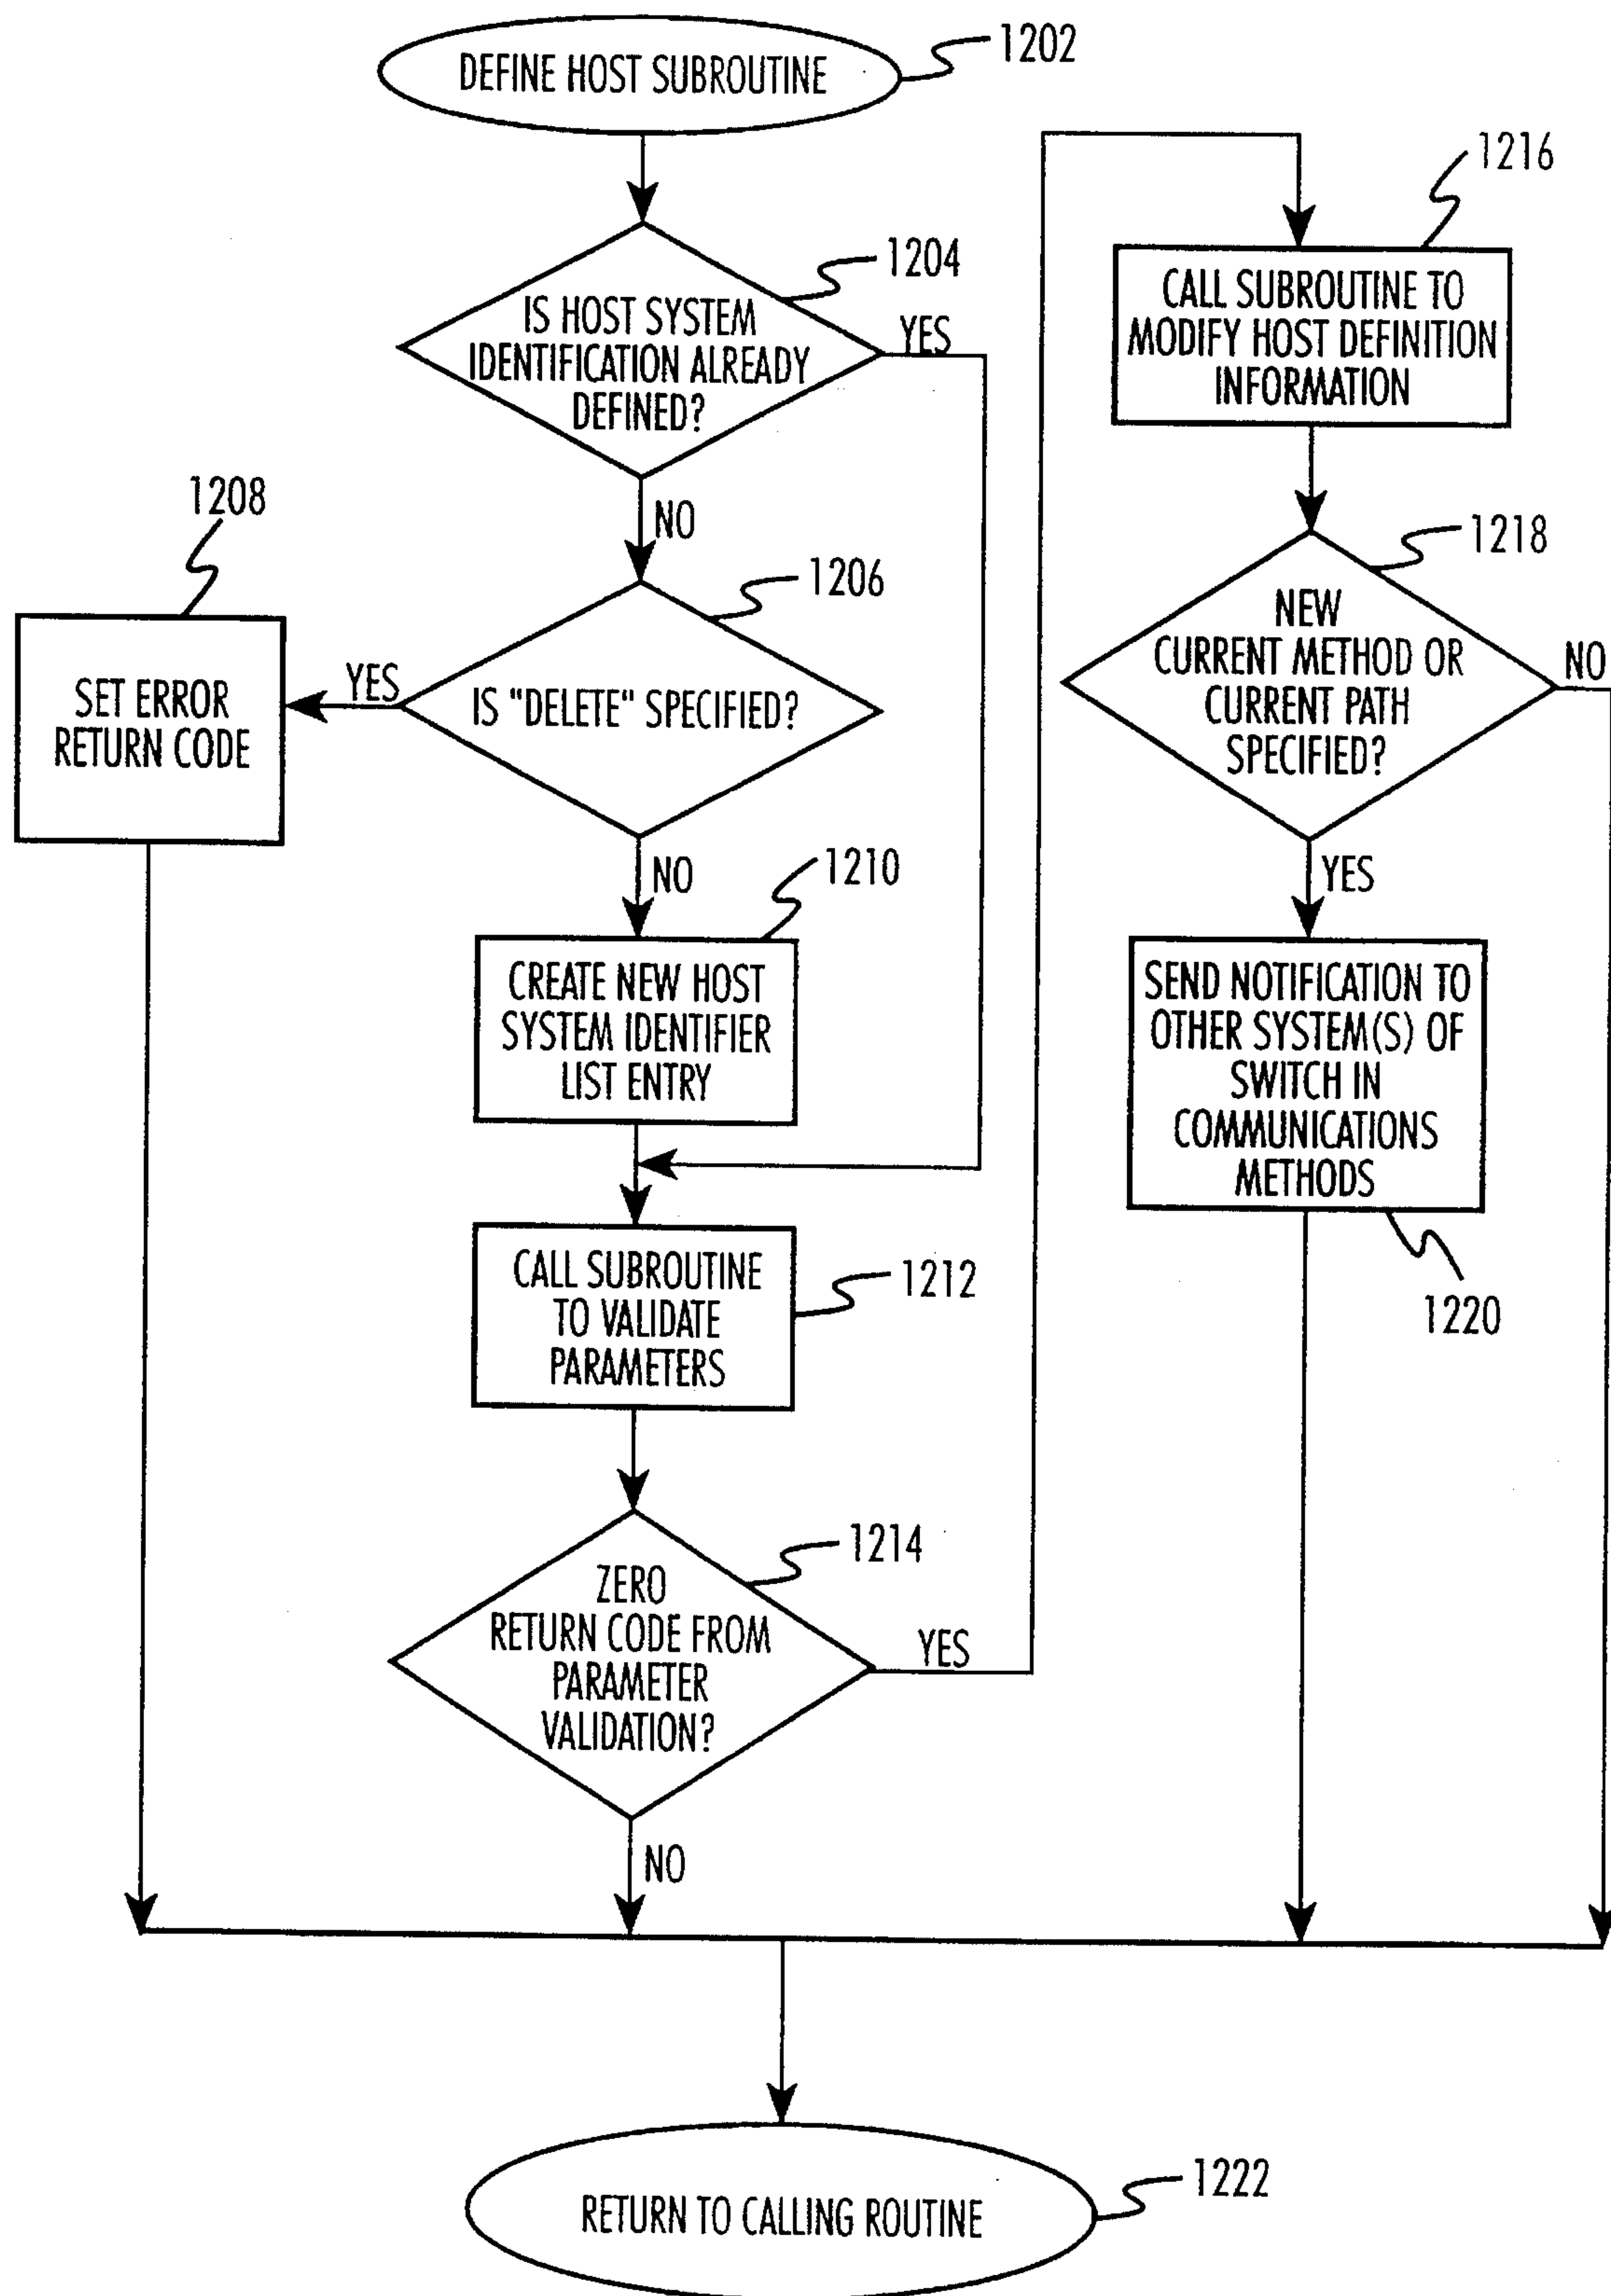 DEFINE HOST SUBROUTINE
1202
1204
IS HOST SYSTEM
IDENTIFICATION ALREADY
DEFINED?
YES
NO
1206
IS "DELETE" SPECIFIED?
YES
1208
SET ERROR
RETURN CODE
NO
1210
CREATE NEW HOST
SYSTEM IDENTIFIER
LIST ENTRY
CALL SUBROUTINE
TO VALIDATE
PARAMETERS
1212
1214
ZERO
RETURN CODE FROM
PARAMETER
VALIDATION?
YES
NO
1216
CALL SUBROUTINE TO
MODIFY HOST DEFINITION
INFORMATION
1218
NEW
CURRENT METHOD OR
CURRENT PATH
SPECIFIED?
NO
YES
SEND NOTIFICATION TO
OTHER SYSTEM(S) OF
SWITCH IN
COMMUNICATIONS
METHODS
1220
RETURN TO CALLING ROUTINE
1222